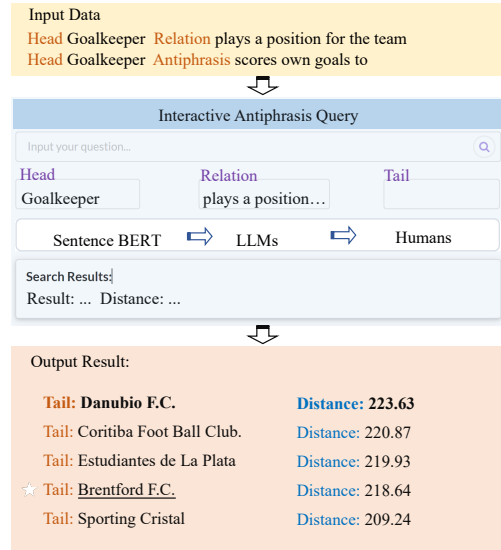 Input Data
Head Goalkeeper Relation plays a position for the team
Head Goalkeeper Antiphrasis scores own goals to
Interactive Antiphrasis Query
Input your question...
Head Relation Tail
Goalkeeper plays a position…
Sentence BERT LLMs Humans
Search Results:
Result: ... Distance: ...
Output Result:
Tail: Danubio F.C. Distance: 223.63
Tail: Coritiba Foot Ball Club. Distance: 220.87
Tail: Estudiantes de La Plata Distance: 219.93
Tail: Brentford F.C. Distance: 218.64
Tail: Sporting Cristal Distance: 209.24